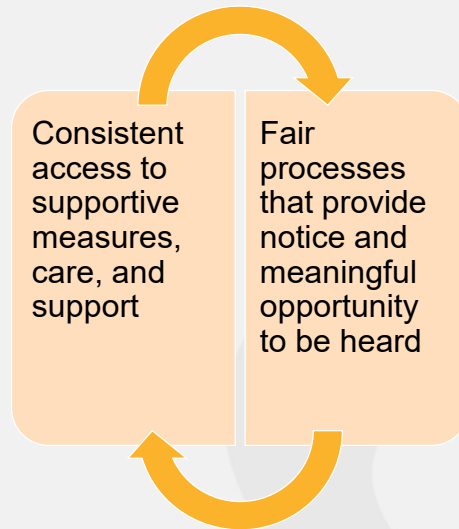 Consistent
access to
supportive
measures,
care, and
support
Fair
processes
that provide
notice and
meaningful
opportunity
to be heard